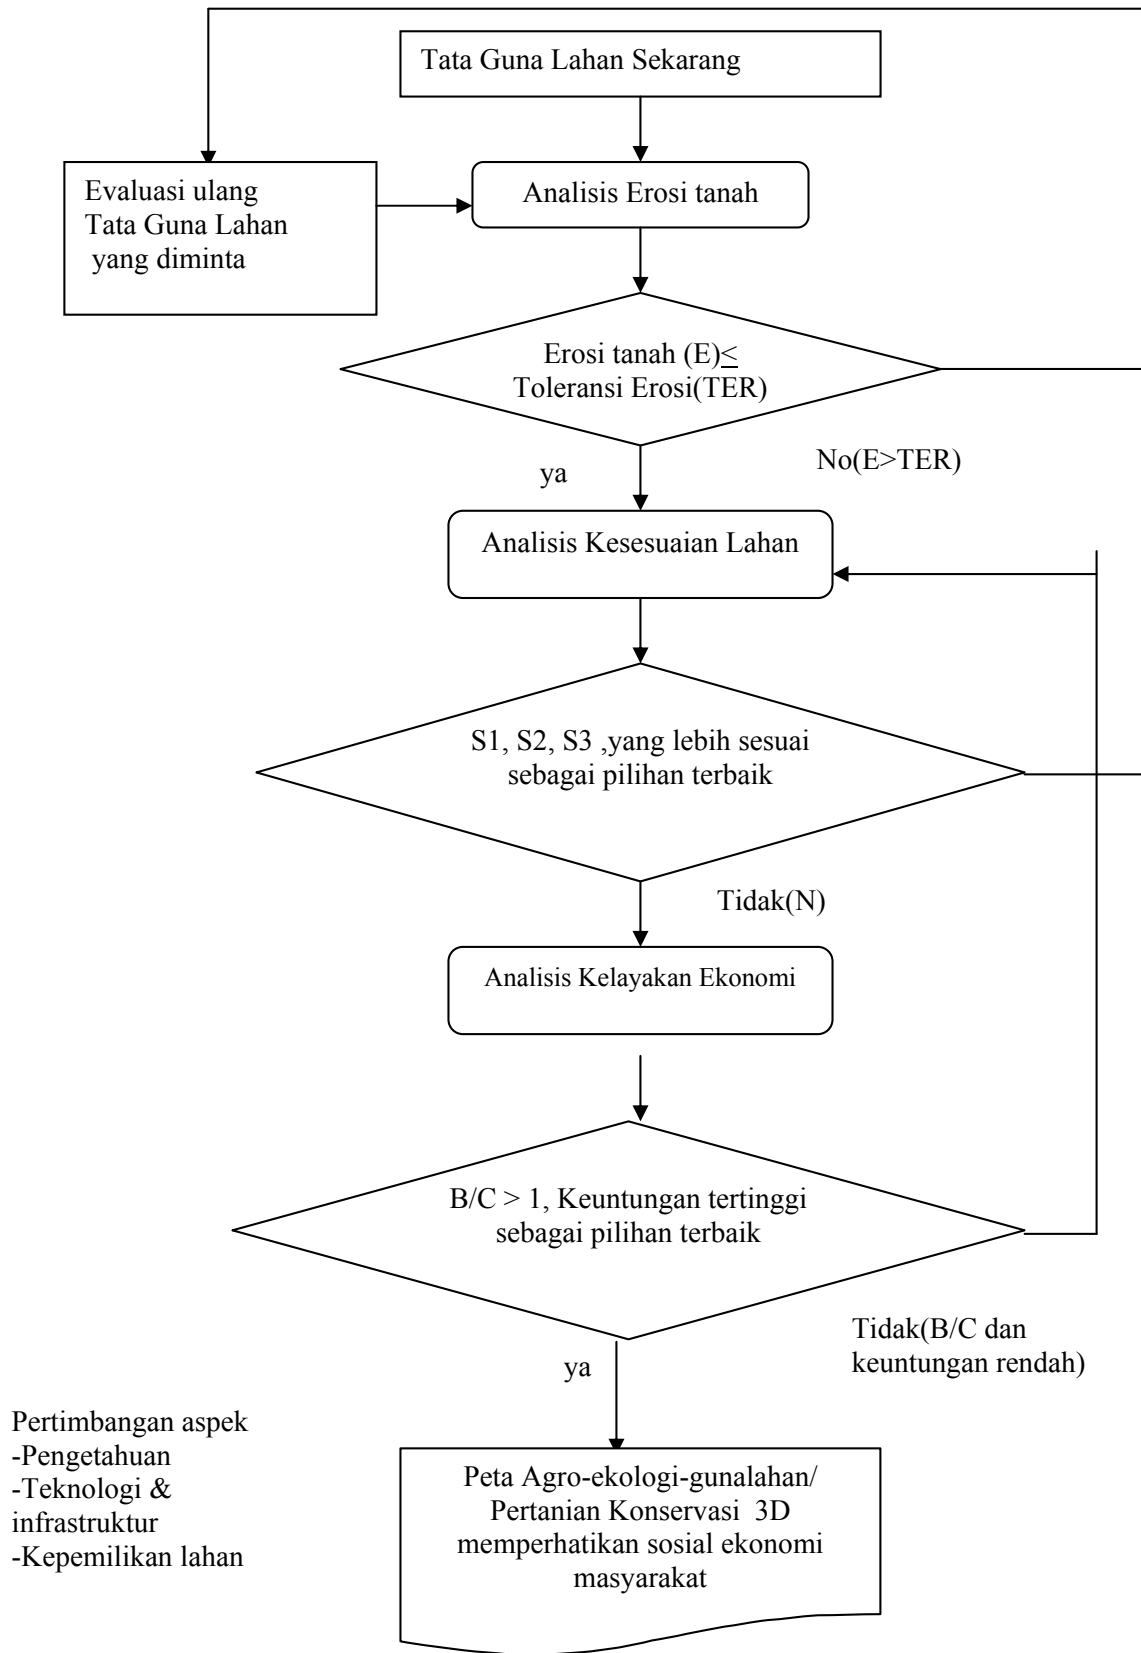 Tata Guna Lahan Sekarang
Evaluasi ulang
Tata Guna Lahan
yang diminta
Analisis Erosi tanah
Erosi tanah (E)≤
Toleransi Erosi(TER)
No(E>TER)
ya
Analisis Kesesuaian Lahan
S1, S2, S3 ,yang lebih sesuai
sebagai pilihan terbaik
Tidak(N)
Analisis Kelayakan Ekonomi
B/C > 1, Keuntungan tertinggi
sebagai pilihan terbaik
Tidak(B/C dan
keuntungan rendah)
ya
Pertimbangan aspek
-Pengetahuan
-Teknologi &
infrastruktur
-Kepemilikan lahan
Peta Agro-ekologi-gunalahan/
Pertanian Konservasi 3D
memperhatikan sosial ekonomi
masyarakat